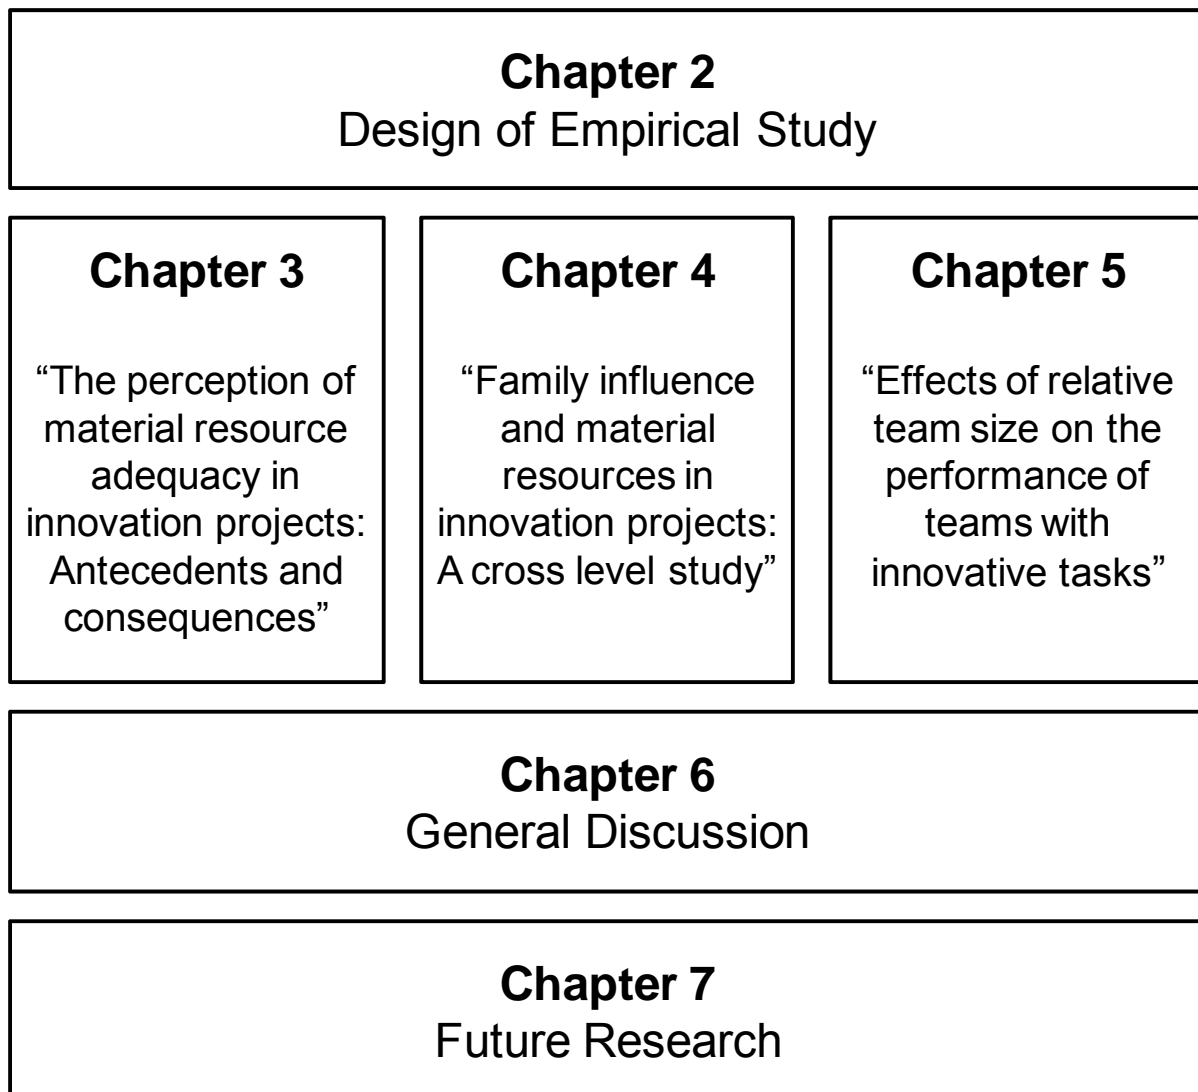 Chapter 2
Design of Empirical Study
Chapter 3
“The perception of
material resource
adequacy in
innovation projects:
Antecedents and
consequences”
Chapter 4
“Family influence
and material
resources in
innovation projects:
A cross level study”
Chapter 5
“Effects of relative
team size on the
performance of
teams with
innovative tasks”
Chapter 6
General Discussion
Chapter 7
Future Research